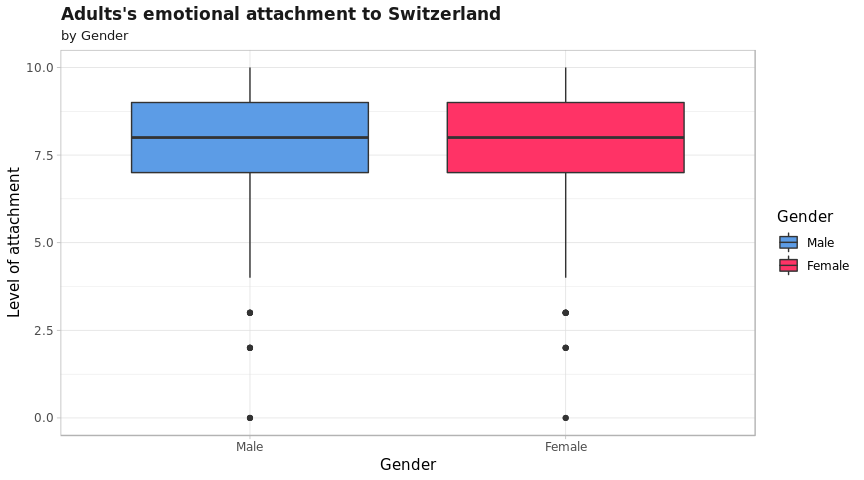 Adults's emotional attachment to Switzerland
by Gender
10.0
7.5
5.0
2.5
0.0
Level of attachment
Male
Female
Gender
Gender
Male
Female